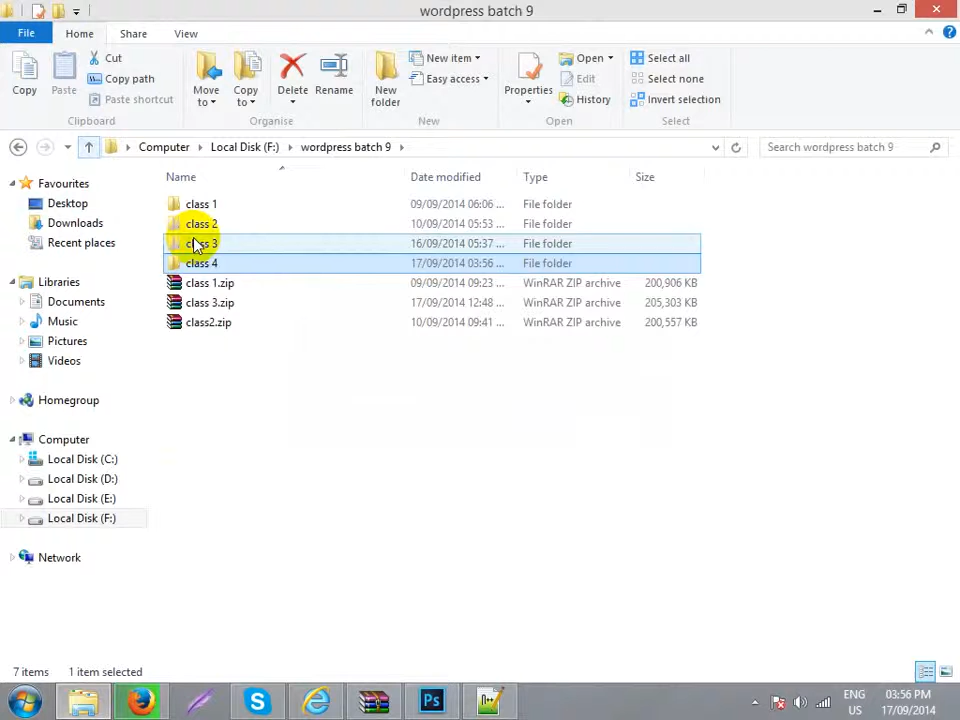 wordpress batch 9
File Home Share View
Copy Paste Cut Copy path Paste shortcut Move to Copy to Delete Rename New folder New item Easy access Properties Open Edit History Select all Select none Invert selection
Clipboard Organise New Open Select
Computer Local Disk (F:) wordpress batch 9 Search wordpress batch 9
Name Date modified Type Size
class 1 09/09/2014 06:06 ... File folder
class 2 10/09/2014 05:53 ... File folder
class 3 16/09/2014 05:37 ... File folder
class 4 17/09/2014 03:56 ... File folder
class 1.zip 09/09/2014 09:23 ... WinRAR ZIP archive 200,906 KB
class 3.zip 17/09/2014 12:48 ... WinRAR ZIP archive 205,303 KB
class2.zip 10/09/2014 09:41 ... WinRAR ZIP archive 200,557 KB
Favourites
Desktop
Downloads
Recent places
Libraries
Documents
Music
Pictures
Videos
Homegroup
Computer
Local Disk (C:)
Local Disk (D:)
Local Disk (E:)
Local Disk (F:)
Network
7 items 1 item selected
Ps
ENG 03:56 PM
US 17/09/2014